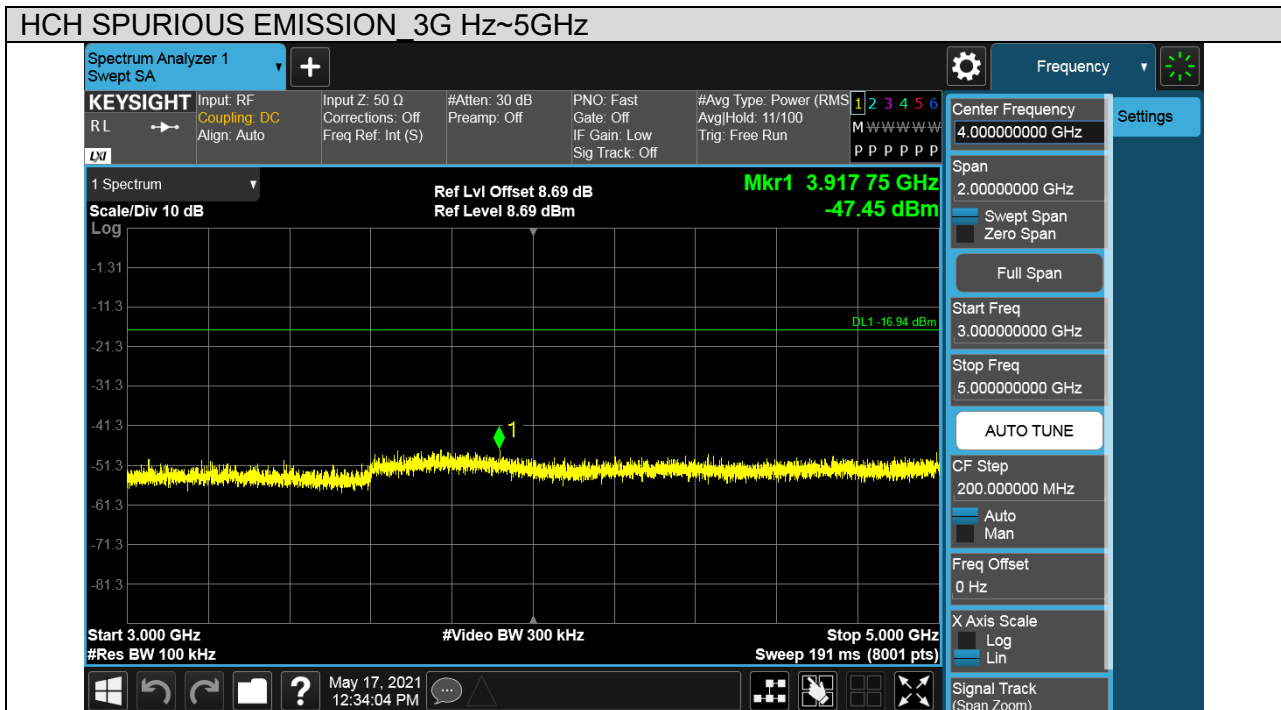 HCH SPURIOUS EMISSION_3G Hz~5GHz
Spectrum Analyzer 1
Swept SA
+
Frequency
KEYSIGHT
RL
LXI
Input: RF
Coupling: DC
Align: Auto
Input Z: 50 Ω
Corrections: Off
Freq Ref: Int (S)
#Atten: 30 dB
Preamp: Off
PNO: Fast
Gate: Off
IF Gain: Low
Sig Track: Off
#Avg Type: Power (RMS
Avg|Hold: 11/100
Trig: Free Run
1 2 3 4 5 6
M W W W W W
P P P P P P
1 Spectrum
Scale/Div 10 dB
Log
Ref Lvl Offset 8.69 dB
Ref Level 8.69 dBm
Mkr1 3.917 75 GHz
-47.45 dBm
-1.31
-11.3
DL1 -16.94 dBm
-21.3
-31.3
-41.3
1
-51.3
-61.3
-71.3
-81.3
Start 3.000 GHz
#Res BW 100 kHz
#Video BW 300 kHz
Stop 5.000 GHz
Sweep 191 ms (8001 pts)
?
May 17, 2021
12:34:04 PM
Center Frequency
4.000000000 GHz
Settings
Span
2.00000000 GHz
Swept Span
Zero Span
Full Span
Start Freq
3.000000000 GHz
Stop Freq
5.000000000 GHz
AUTO TUNE
CF Step
200.000000 MHz
Auto
Man
Freq Offset
0 Hz
X Axis Scale
Log
Lin
Signal Track
(Span Zoom)